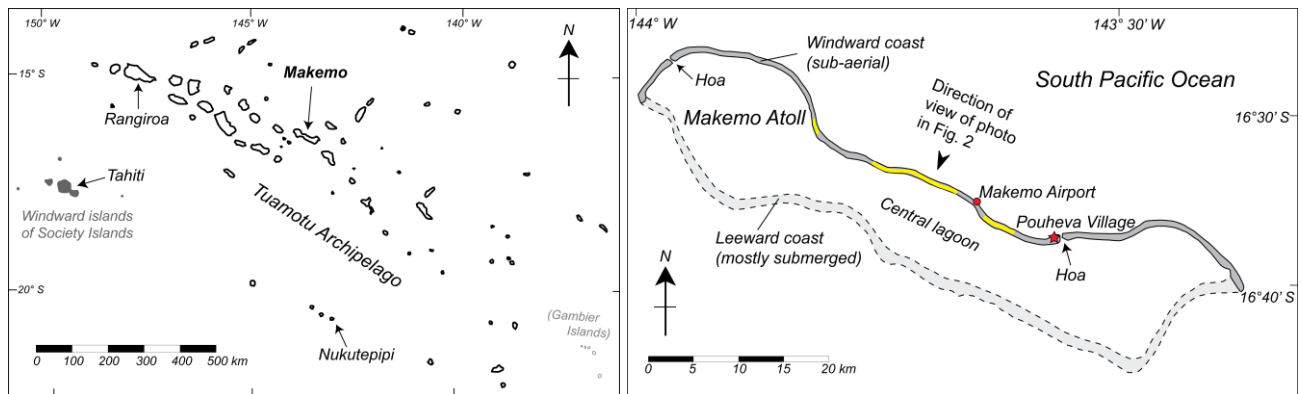 150° W
145° W
140° W
15° S
N
Makemo
Rangiroa
Tahiti
Windward islands
of Society Islands
Tuamotu Archipelago
20° S
(Gambier
Islands)
Nukutepipi
0 100 200 300 400 500 km
144° W
143° 30' W
Windward coast
(sub-aerial)
Hoa
South Pacific Ocean
Direction of
view of photo
in Fig. 2
16° 30' S
Makemo Atoll
Makemo Airport
Central lagoon
Pouheva Village
Leeward coast
(mostly submerged)
Hoa
N
16° 40' S
0 5 10 15 20 km